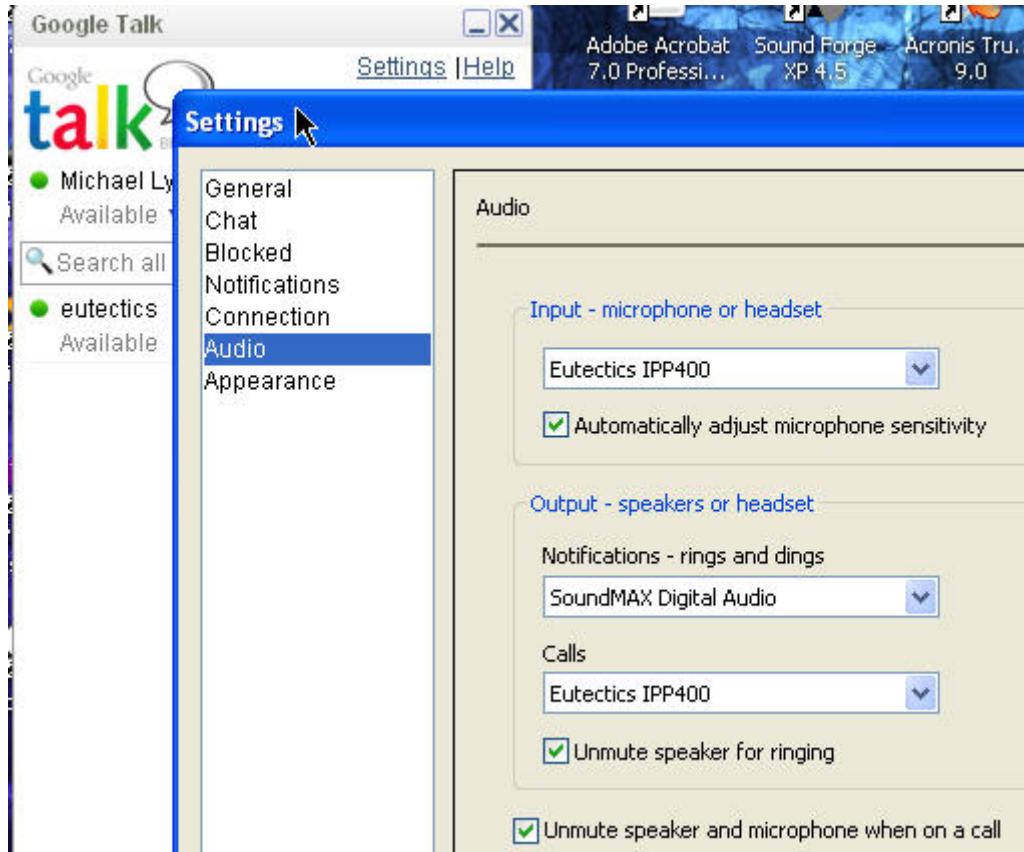 Google Talk
Adobe Acrobat
7.0 Professi...
Sound Forge
XP 4.5
Acronis Tru.
9.0
Settings | Help
Google
talk
Settings
Michael Ly
Available
Search all
eutectics
Available
General
Chat
Blocked
Notifications
Connection
Audio
Appearance
Audio
Input - microphone or headset
Eutectics IPP400
Automatically adjust microphone sensitivity
Output - speakers or headset
Notifications - rings and dings
SoundMAX Digital Audio
Calls
Eutectics IPP400
Unmute speaker for ringing
Unmute speaker and microphone when on a call